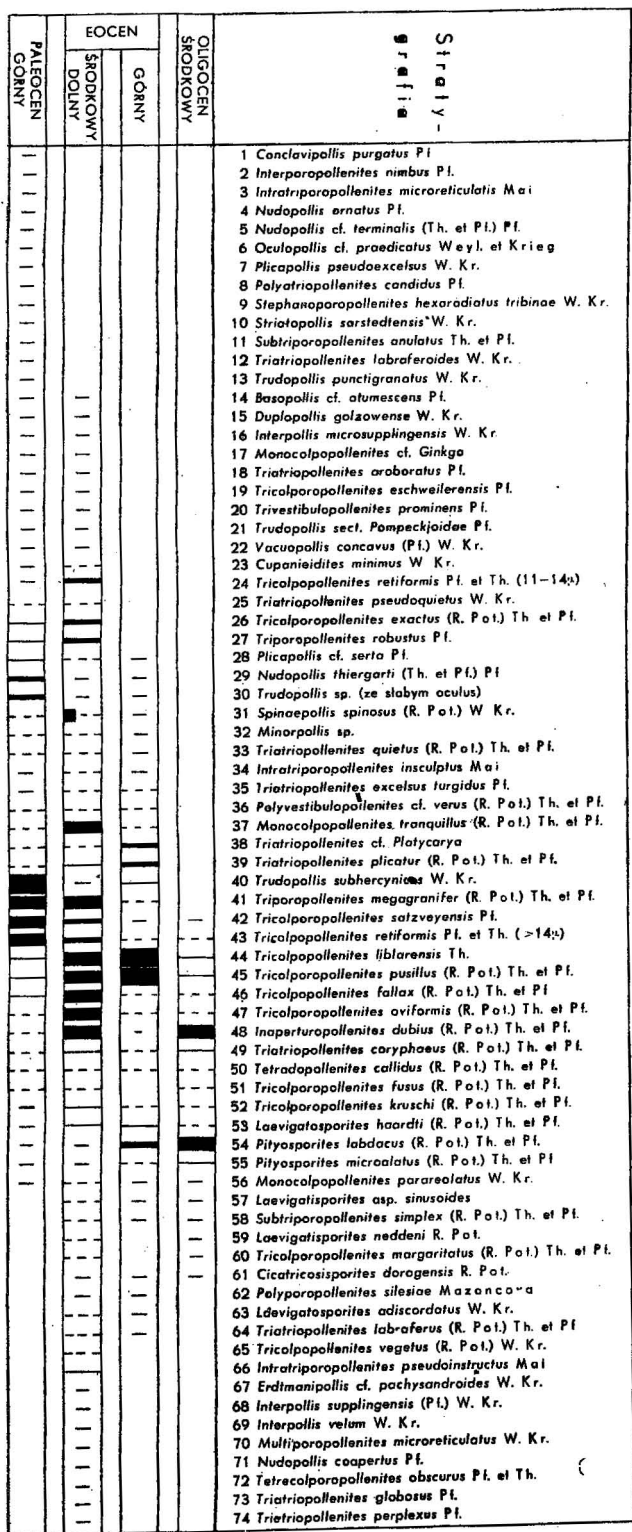 PALEOCEN
GÓRNY
EOCEN
ŚRODKOWY
DOLNY
GÓRNY
OLIGOCEN
ŚRODKOWY
Straty-
grafia
1 Conclavipollis purgatus Pf
2 Interporopollenites nimbus Pf.
3 Intratriporopollenites microreticulatis Mai
4 Nudopollis ornatus Pf.
5 Nudopollis cf. terminalis (Th. et Pf.) Pf.
6 Oculopollis cf. praedicatus Weyl. et Krieg
7 Plicapollis pseudoexcelsus W. Kr.
8 Polyatriopollenites candidus Pf.
9 Stephanoporopollenites hexaradiatus tribinae W. Kr.
10 Striatopollis sarstedtensis W. Kr.
11 Subtriporopollenites anulatus Th. et Pf.
12 Triatriopollenites labraferoides W. Kr.
13 Trudopollis punctigranatus W. Kr.
14 Basopollis cf. atumescens Pf.
15 Duplopollis golzowense W. Kr.
16 Interpollis microsupplingensis W. Kr.
17 Monocolpopollenites cf. Ginkgo
18 Triatriopollenites aroboratus Pf.
19 Tricolporopollenites eschweilerensis Pf.
20 Trivestibulopollenites prominens Pf.
21 Trudopollis sect. Pompeckjoidae Pf.
22 Vacuopollis concavus (Pf.) W. Kr.
23 Cupanieidites minimus W Kr.
24 Tricolpopollenites retiformis Pf. et Th. (11-14µ)
25 Triatriopollenites pseudoquietus W. Kr.
26 Tricolporopollenites exactus (R. Pot.) Th et Pf.
27 Triporopollenites robustus Pf.
28 Plicapollis cf. serta Pf.
29 Nudopollis thiergarti (Th. et Pf.) Pf
30 Trudopollis sp. (ze słabym oculus)
31 Spinaepollis spinosus (R. Pot.) W Kr.
32 Minorpollis sp.
33 Triatriopollenites quietus (R. Pot.) Th. et Pf.
34 Intratriporopollenites insculptus Mai
35 Triatriopollenites excelsus turgidus Pf.
36 Polyvestibulopollenites cf. verus (R. Pot.) Th. et Pf.
37 Monocolpopollenites tranquillus (R. Pot.) Th. et Pf.
38 Triatriopollenites cf. Platycarya
39 Triatriopollenites plicatur (R. Pot.) Th. et Pf.
40 Trudopollis subhercynicus W. Kr.
41 Triporopollenites megagranifer (R. Pot.) Th. et Pf.
42 Tricolporopollenites satzveyensis Pf.
43 Tricolpopollenites retiformis Pf. et Th. (>14µ)
44 Tricolpopollenites liblarensis Th.
45 Tricolporopollenites pusillus (R. Pot.) Th. et Pf.
46 Tricolpopollenites fallax (R. Pot.) Th. et Pf
47 Tricolporopollenites oviformis (R. Pot.) Th. et Pf.
48 Inaperturopollenites dubius (R. Pot.) Th. et Pf.
49 Triatriopollenites coryphaeus (R. Pot.) Th. et Pf.
50 Tetradopollenites callidus (R. Pot.) Th. et Pf.
51 Tricolporopollenites fusus (R. Pot.) Th. et Pf.
52 Tricolporopollenites kruschi (R. Pot.) Th. et Pf.
53 Laevigatosporites haardti (R. Pot.) Th. et Pf.
54 Pityosporites labdacus (R. Pot.) Th. et Pf.
55 Pityosporites microalatus (R. Pot.) Th. et Pf
56 Monocolpopollenites parareolatus W. Kr.
57 Laevigatisporites asp. sinusoides
58 Subtriporopollenites simplex (R. Pot.) Th. et Pf.
59 Laevigatisporites neddeni R. Pot.
60 Tricolporopollenites margaritatus (R. Pot.) Th. et Pf.
61 Cicatricosisporites dorogensis R. Pot.
62 Polyporopollenites silesiae Mazancova
63 Laevigatosporites adiscordatus W. Kr.
64 Triatriopollenites labraferus (R. Pot.) Th. et Pf
65 Tricolpopollenites vegetus (R. Pot.) W. Kr.
66 Intratriporopollenites pseudoinstructus Mai
67 Erdtmanipollis cf. pachysandroides W. Kr.
68 Interpollis supplingensis (Pf.) W. Kr.
69 Interpollis velum W. Kr.
70 Multiporopollenites microreticulatus W. Kr.
71 Nudopollis coapertus Pf.
72 Tetracolporopollenites obscurus Pf. et Th.
73 Triatriopollenites globosus Pf.
74 Triatriopollenites perplexus Pf.